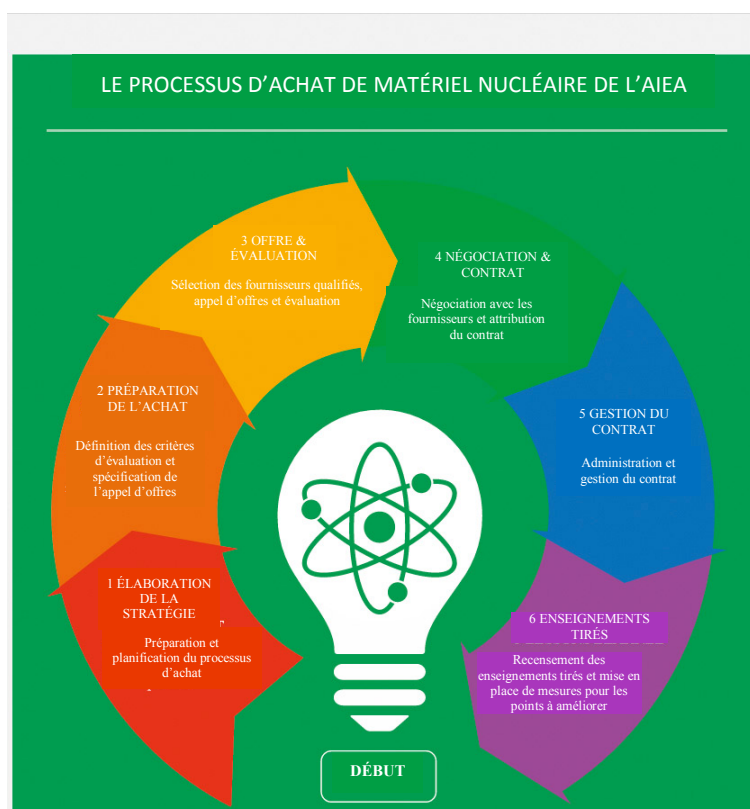 LE PROCESSUS D’ACHAT DE MATÉRIEL NUCLÉAIRE DE L’AIEA
1 ÉLABORATION
DE LA
STRATÉGIE
Préparation et
planification du processus
d’achat
2 PRÉPARATION
DE L’ACHAT
Définition des critères
d’évaluation et
spécification de
l’appel d’offres
3 OFFRE &
ÉVALUATION
Sélection des fournisseurs qualifiés,
appel d’offres et évaluation
4 NÉGOCIATION &
CONTRAT
Négociation avec les
fournisseurs et attribution
du contrat
5 GESTION DU
CONTRAT
Administration et
gestion du contrat
6 ENSEIGNEMENTS
TIRÉS
Recensement des
enseignements tirés et mise en
place de mesures pour les
points à améliorer
DÉBUT